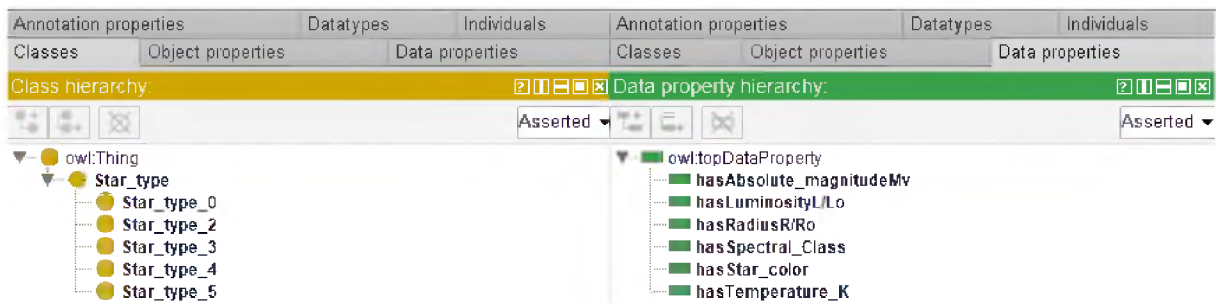 Annotation properties Datatypes Individuals Annotation properties Datatypes Individuals
Classes Object properties Data properties Classes Object properties Data properties
Class hierarchy: Data property hierarchy:
Asserted Asserted
owl:Thing
Star_type
Star_type_0
Star_type_2
Star_type_3
Star_type_4
Star_type_5
owl:topDataProperty
hasAbsolute_magnitudeMv
hasLuminosityL/Lo
hasRadiusR/Ro
hasSpectral_Class
hasStar_color
hasTemperature_K